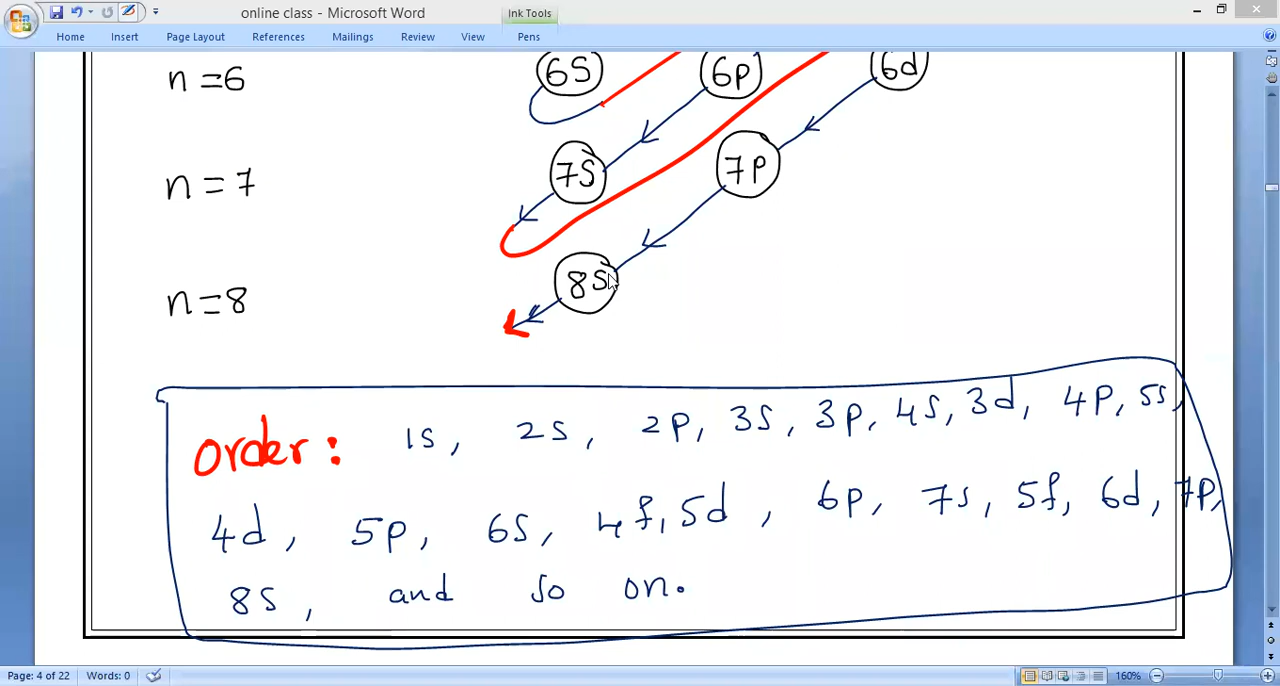 online class - Microsoft Word
Ink Tools
Home Insert Page Layout References Mailings Review View Pens
n = 6 6S 6p 6d
n = 7 7S 7P
n = 8 8S
order: 1S, 2S, 2P, 3S, 3P, 4S, 3d, 4P, 5S,
4d, 5p, 6S, 4f, 5d, 6p, 7s, 5f, 6d, 7P,
8S, and so on.
Page: 4 of 22 Words: 0 160%